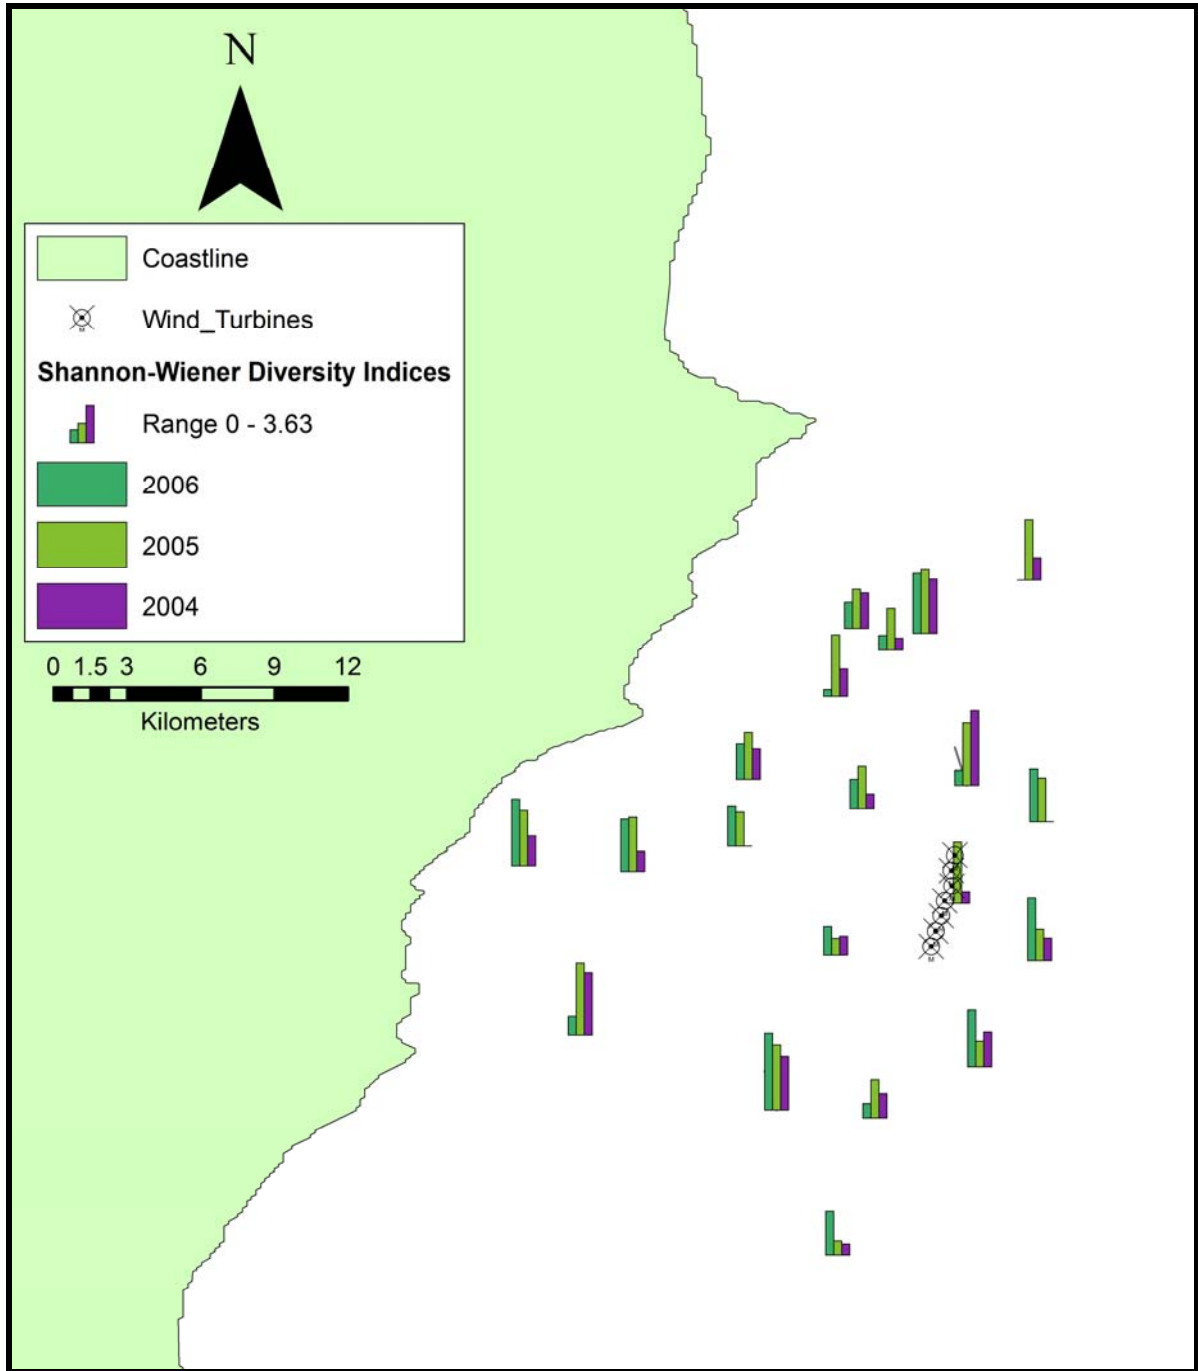 N
Coastline
M
Wind_Turbines
Shannon-Wiener Diversity Indices
Range 0 - 3.63
2006
2005
2004
0 1.5 3 6 9 12
Kilometers
M